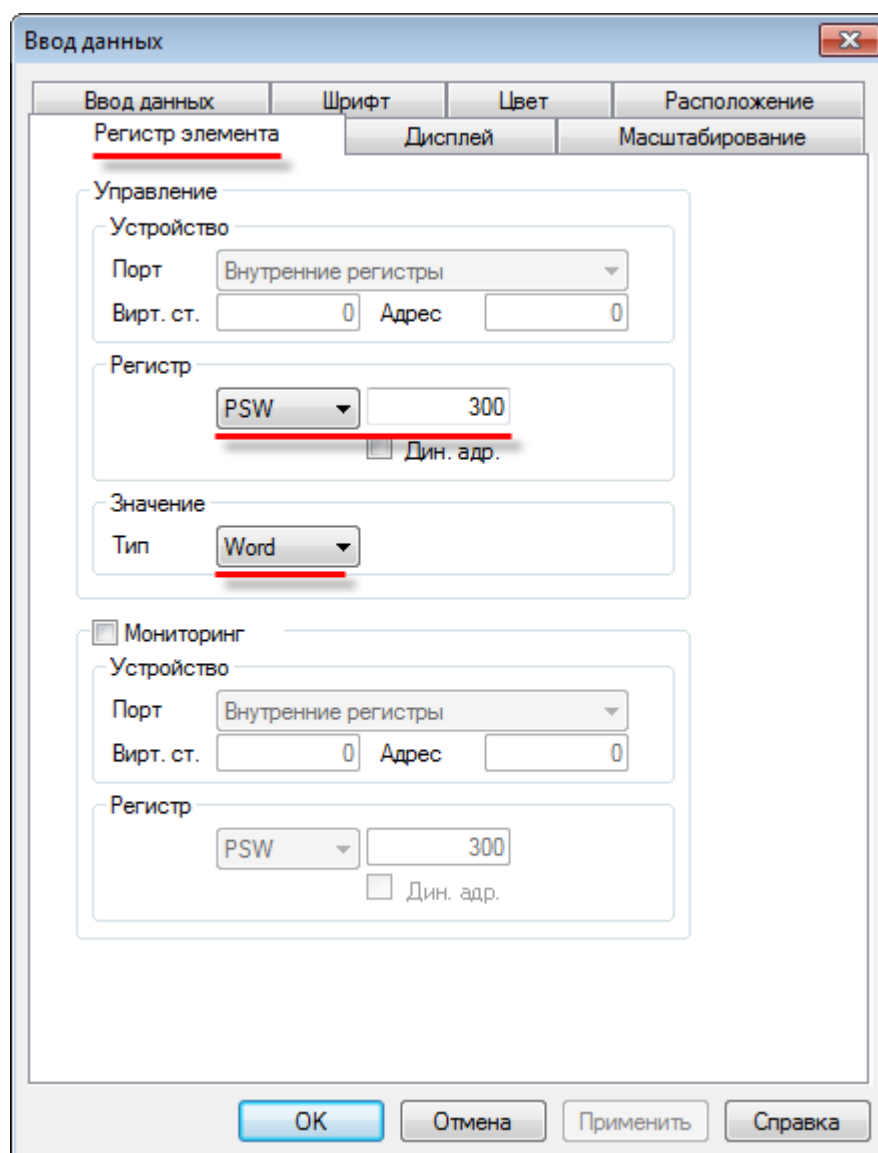 Ввод данных
Ввод данных Шрифт Цвет Расположение
Регистр элемента Дисплей Масштабирование
Управление
Устройство
Порт Внутренние регистры
Вирт. ст. 0 Адрес 0
Регистр
PSW 300
Дин. адр.
Значение
Тип Word
Мониторинг
Устройство
Порт Внутренние регистры
Вирт. ст. 0 Адрес 0
Регистр
PSW 300
Дин. адр.
OK Отмена Применить Справка